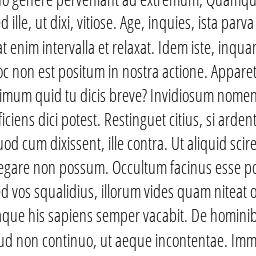 no genere perveniant ad extremum; Quamqu
d ille, ut dixi, vitiose. Age, inquies, ista parva
at enim intervalla et relaxat. Idem iste, inquam
oc non est positum in nostra actione. Apparet
imum quid tu dicis breve? Invidiosum nomen
ficiens dici potest. Restinguet citius, si ardent
uod cum dixissent, ille contra. Ut aliquid scire
egare non possum. Occultum facinus esse po
ed vos squalidius, illorum vides quam niteat o
nque his sapiens semper vacabit. De hominib
ud non continuo, ut aeque incontentae. Imm